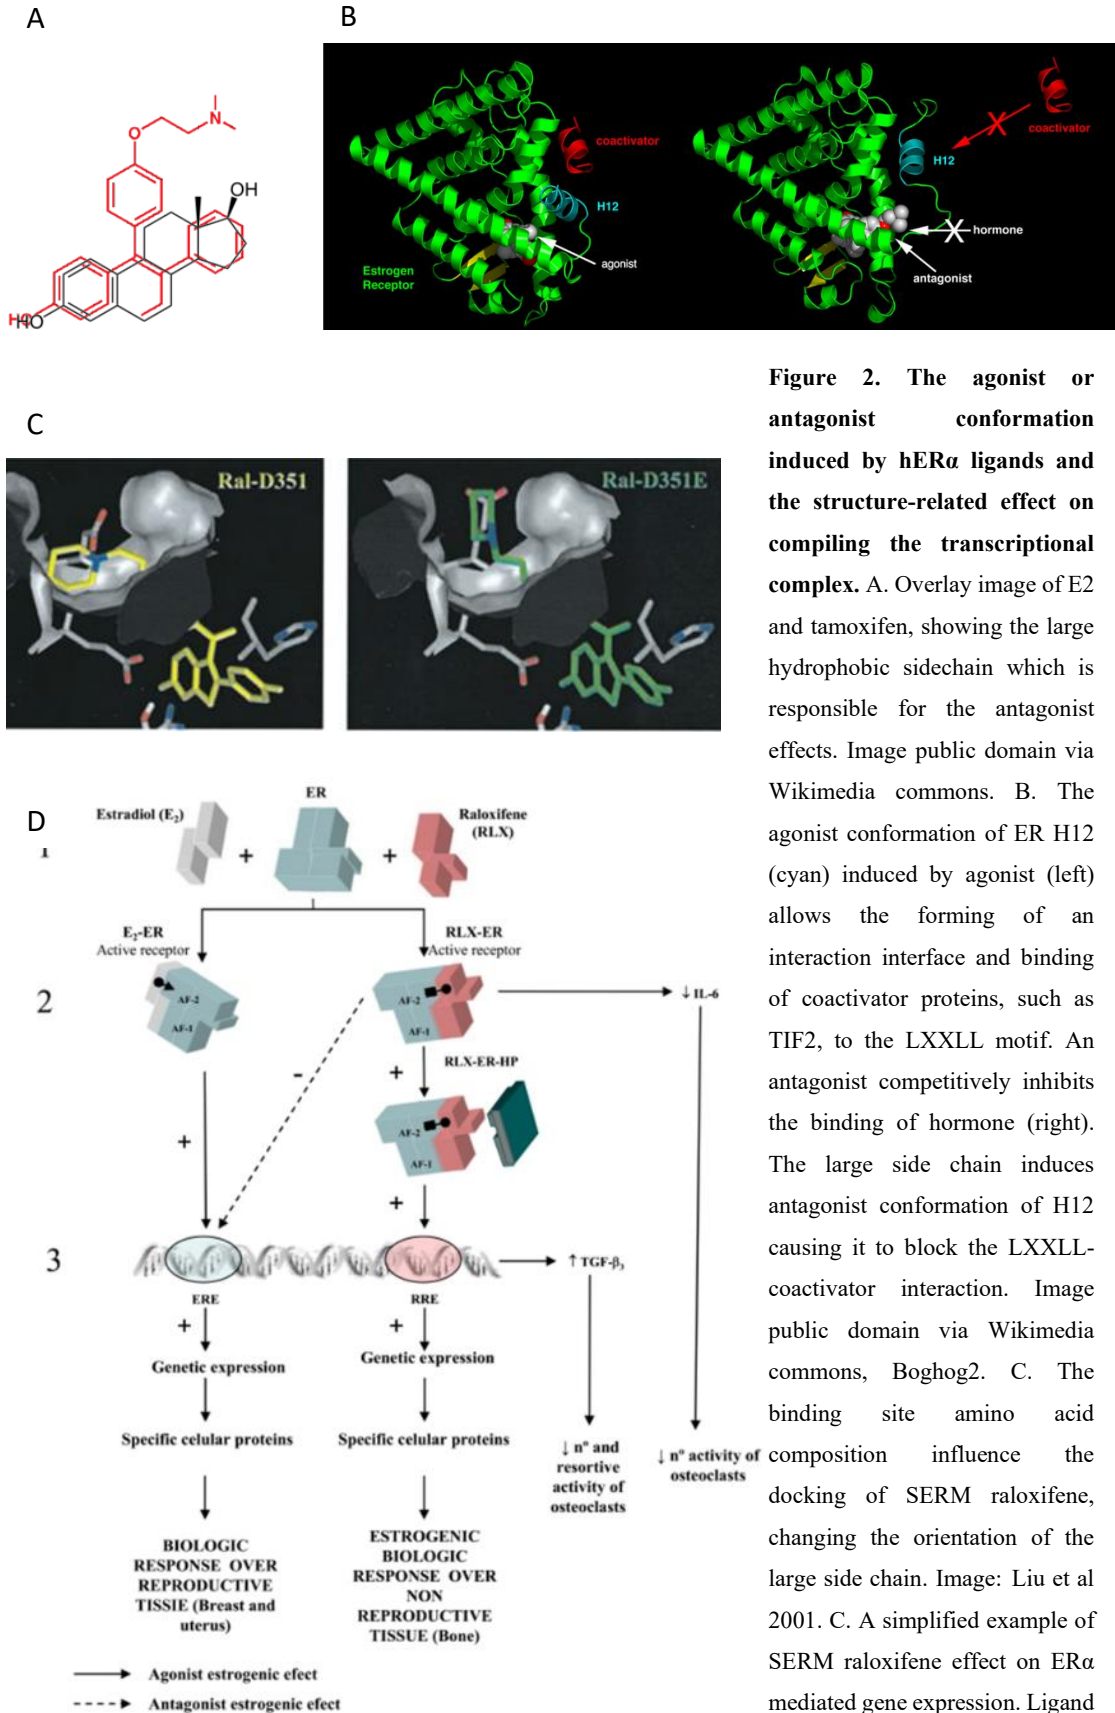 A
B
N
O
OH
HO
HO
coactivator
H12
agonist
Estrogen
Receptor
coactivator
H12
hormone
antagonist
C
Ral-D351
Ral-D351E
D
1
ER
Estradiol (E2)
Raloxifene
(RLX)
+
+
E2-ER
Active receptor
RLX-ER
Active receptor
2
AF-2
AF-1
AF-2
AF-1
↓ IL-6
-
+
RLX-ER-HP
AF-2
AF-1
+
+
3
↑ TGF-β3
ERE
RRE
+
+
Genetic expression
Genetic expression
Specific celular proteins
Specific celular proteins
↓ nº and
resortive
activity of
osteoclasts
↓ nº activity of
osteoclasts
BIOLOGIC
RESPONSE OVER
REPRODUCTIVE
TISSIE (Breast and
uterus)
ESTROGENIC
BIOLOGIC
RESPONSE OVER
NON
REPRODUCTIVE
TISSUE (Bone)
Agonist estrogenic efect
Antagonist estrogenic efect
Figure 2. The agonist or
antagonist conformation
induced by hERα ligands and
the structure-related effect on
compiling the transcriptional
complex. A. Overlay image of E2
and tamoxifen, showing the large
hydrophobic sidechain which is
responsible for the antagonist
effects. Image public domain via
Wikimedia commons. B. The
agonist conformation of ER H12
(cyan) induced by agonist (left)
allows the forming of an
interaction interface and binding
of coactivator proteins, such as
TIF2, to the LXXLL motif. An
antagonist competitively inhibits
the binding of hormone (right).
The large side chain induces
antagonist conformation of H12
causing it to block the LXXLL-
coactivator interaction. Image
public domain via Wikimedia
commons, Boghog2. C. The
binding site amino acid
composition influence the
docking of SERM raloxifene,
changing the orientation of the
large side chain. Image: Liu et al
2001. C. A simplified example of
SERM raloxifene effect on ERα
mediated gene expression. Ligand